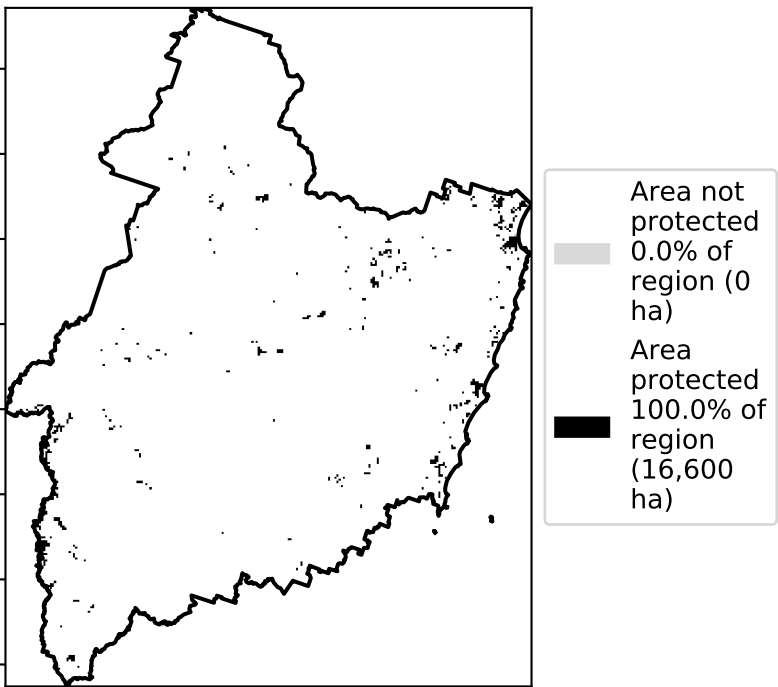 Area not
protected
0.0% of
region (0
ha)
Area
protected
100.0% of
region
(16,600
ha)